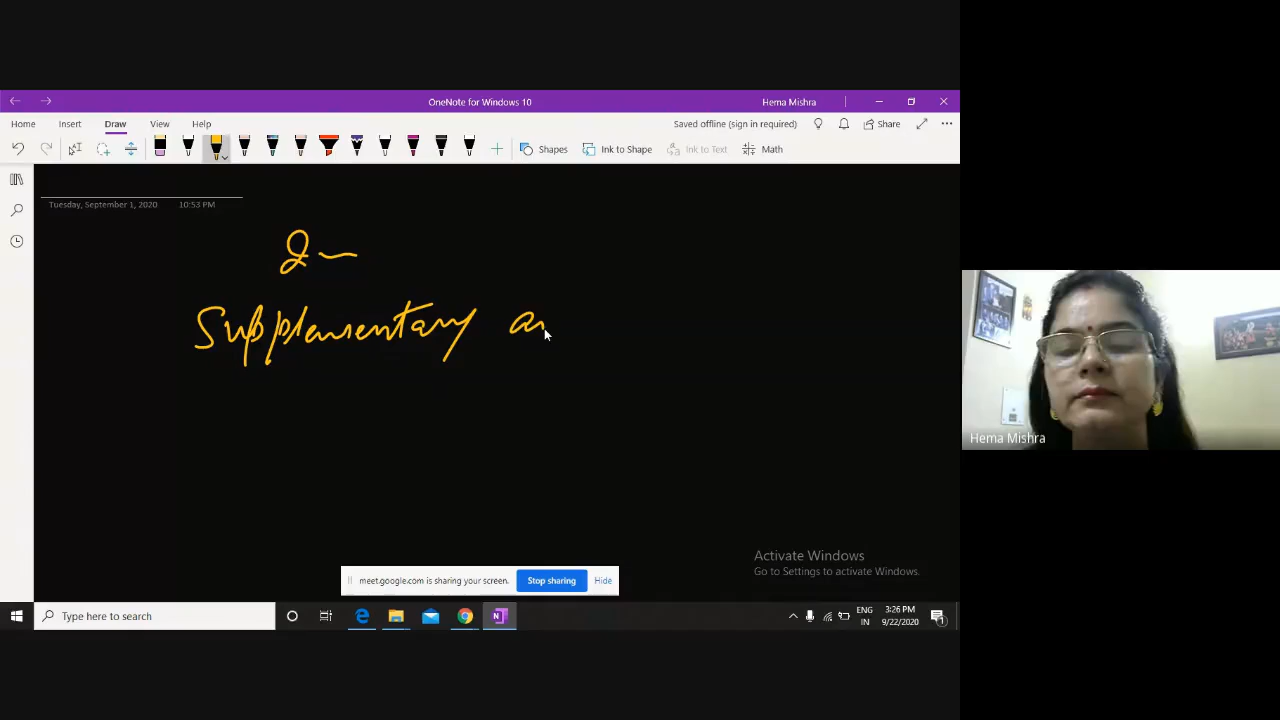 OneNote for Windows 10
Hema Mishra
Home Insert Draw View Help
Saved offline (sign in required)
Share
Shapes
Ink to Shape
Ink to Text
Math
Tuesday, September 1, 2020 10:53 PM
2 —
Supplementary an
Hema Mishra
Activate Windows
Go to Settings to activate Windows.
meet.google.com is sharing your screen. Stop sharing Hide
Type here to search
ENG
IN
3:26 PM
9/22/2020
1